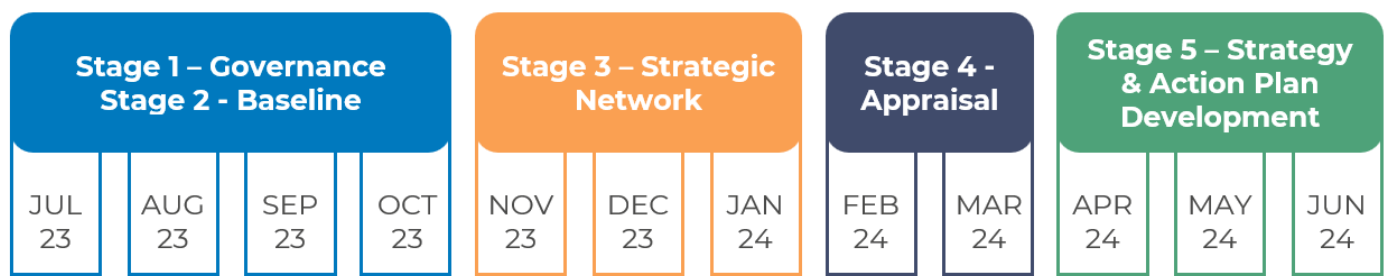 Stage 1 – Governance
Stage 2 - Baseline
Stage 3 – Strategic
Network
Stage 4 -
Appraisal
Stage 5 – Strategy
& Action Plan
Development
JUL
23
AUG
23
SEP
23
OCT
23
NOV
23
DEC
23
JAN
24
FEB
24
MAR
24
APR
24
MAY
24
JUN
24